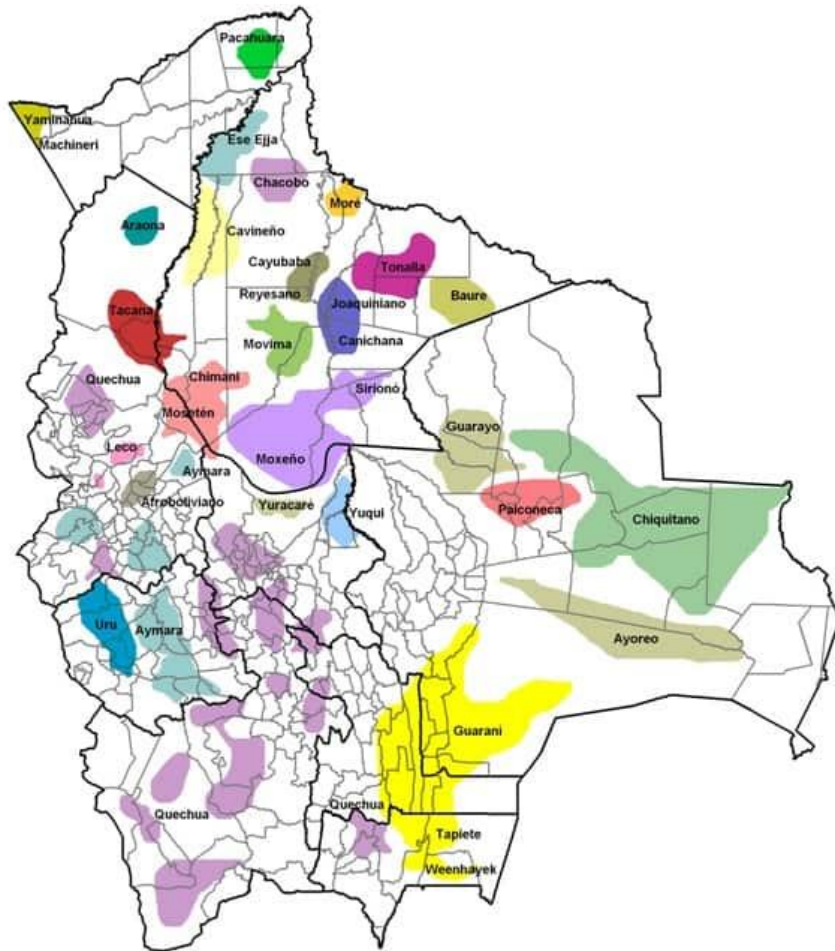 Pacahuara
Yaminahua
Machineri
Ese Ejja
Chacobo
Moré
Araona
Cavineño
Cayubaba
Tonalla
Reyesano
Joaquiniano
Baure
Tacana
Movima
Canichana
Quechua
Chimani
Sirionó
Mosetén
Guarayo
Leco
Aymara
Moxeño
Afroboliviano
Yuracaré
Yuqui
Paiconeca
Chiquitano
Uru
Aymara
Ayoreo
Guarani
Quechua
Quechua
Tapiete
Weenhayek